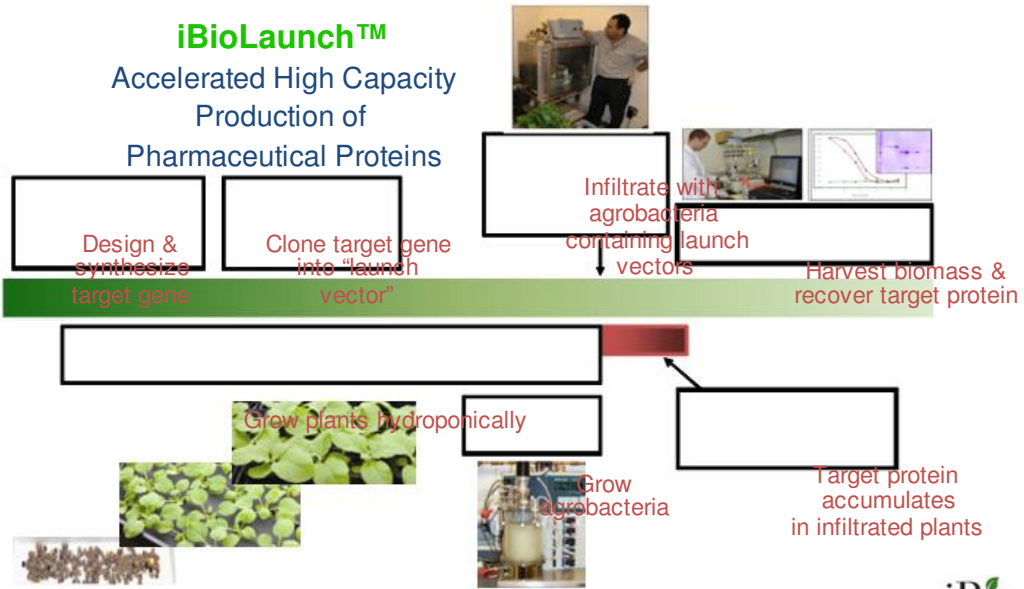 iBioLaunch™
Accelerated High Capacity
Production of
Pharmaceutical Proteins
Infiltrate with
agrobacteria
containing launch
vectors
Design &
synthesize
target gene
Clone target gene
into “launch
vector”
Harvest biomass &
recover target protein
Grow plants hydroponically
Grow
agrobacteria
Target protein
accumulates
in infiltrated plants